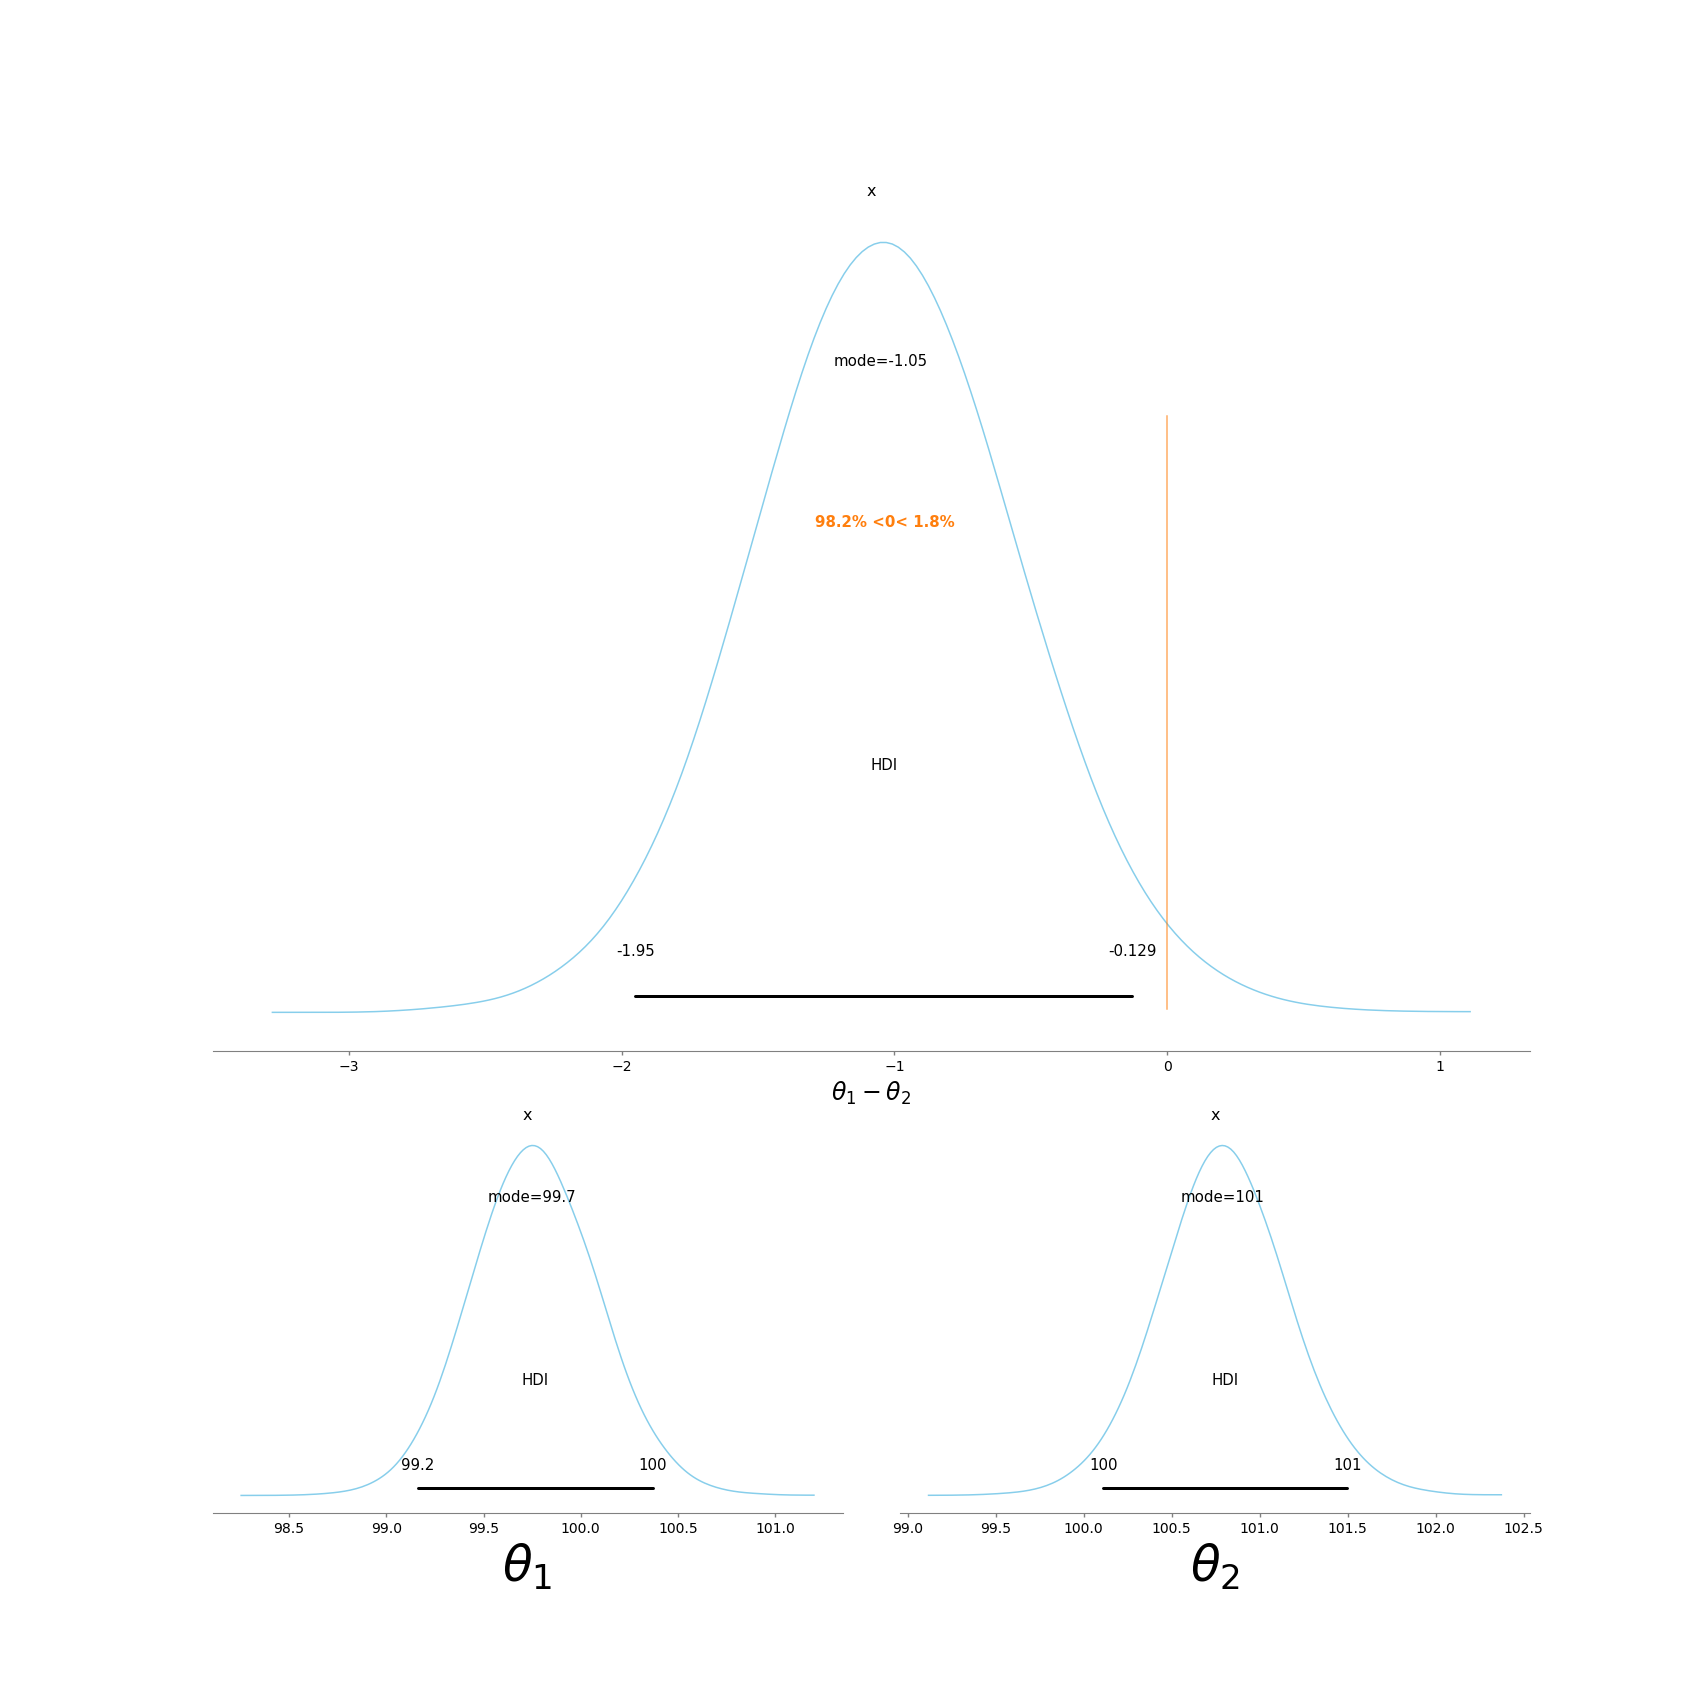 x
mode=-1.05
98.2% <0< 1.8%
HDI
-1.95 -0.129
−3 −2 −1 0 1
θ₁ − θ₂
x
mode=99.7
HDI
99.2 100
98.5 99.0 99.5 100.0 100.5 101.0
θ₁
x
mode=101
HDI
100 101
99.0 99.5 100.0 100.5 101.0 101.5 102.0 102.5
θ₂